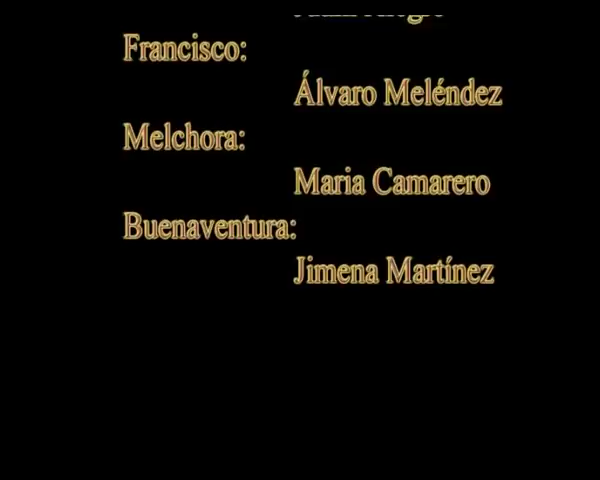 Francisco:
Álvaro Meléndez
Melchora:
Maria Camarero
Buenaventura:
Jimena Martínez